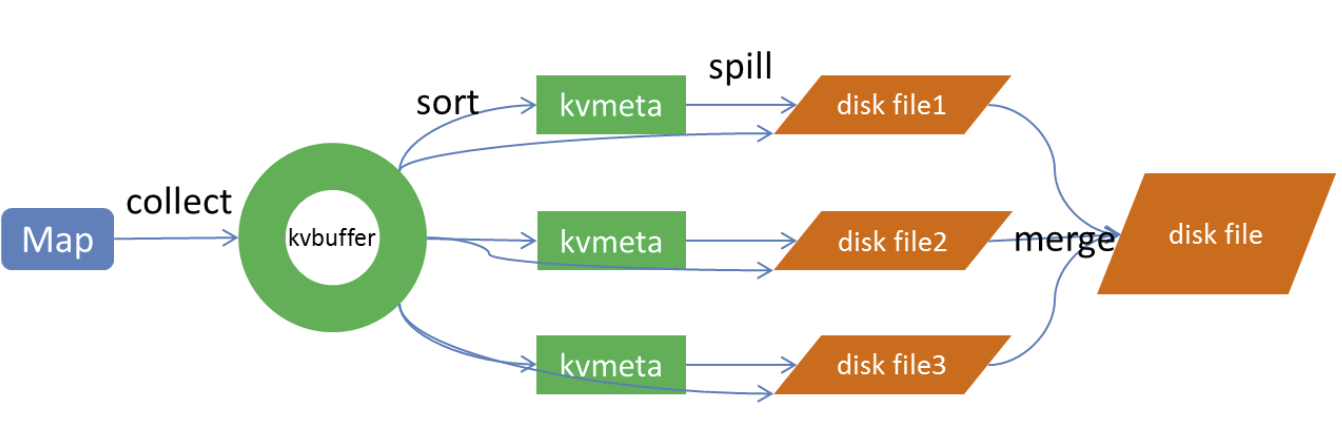 Map
collect
kvbuffer
sort
kvmeta
spill
disk file1
kvmeta
disk file2
merge
disk file
kvmeta
disk file3